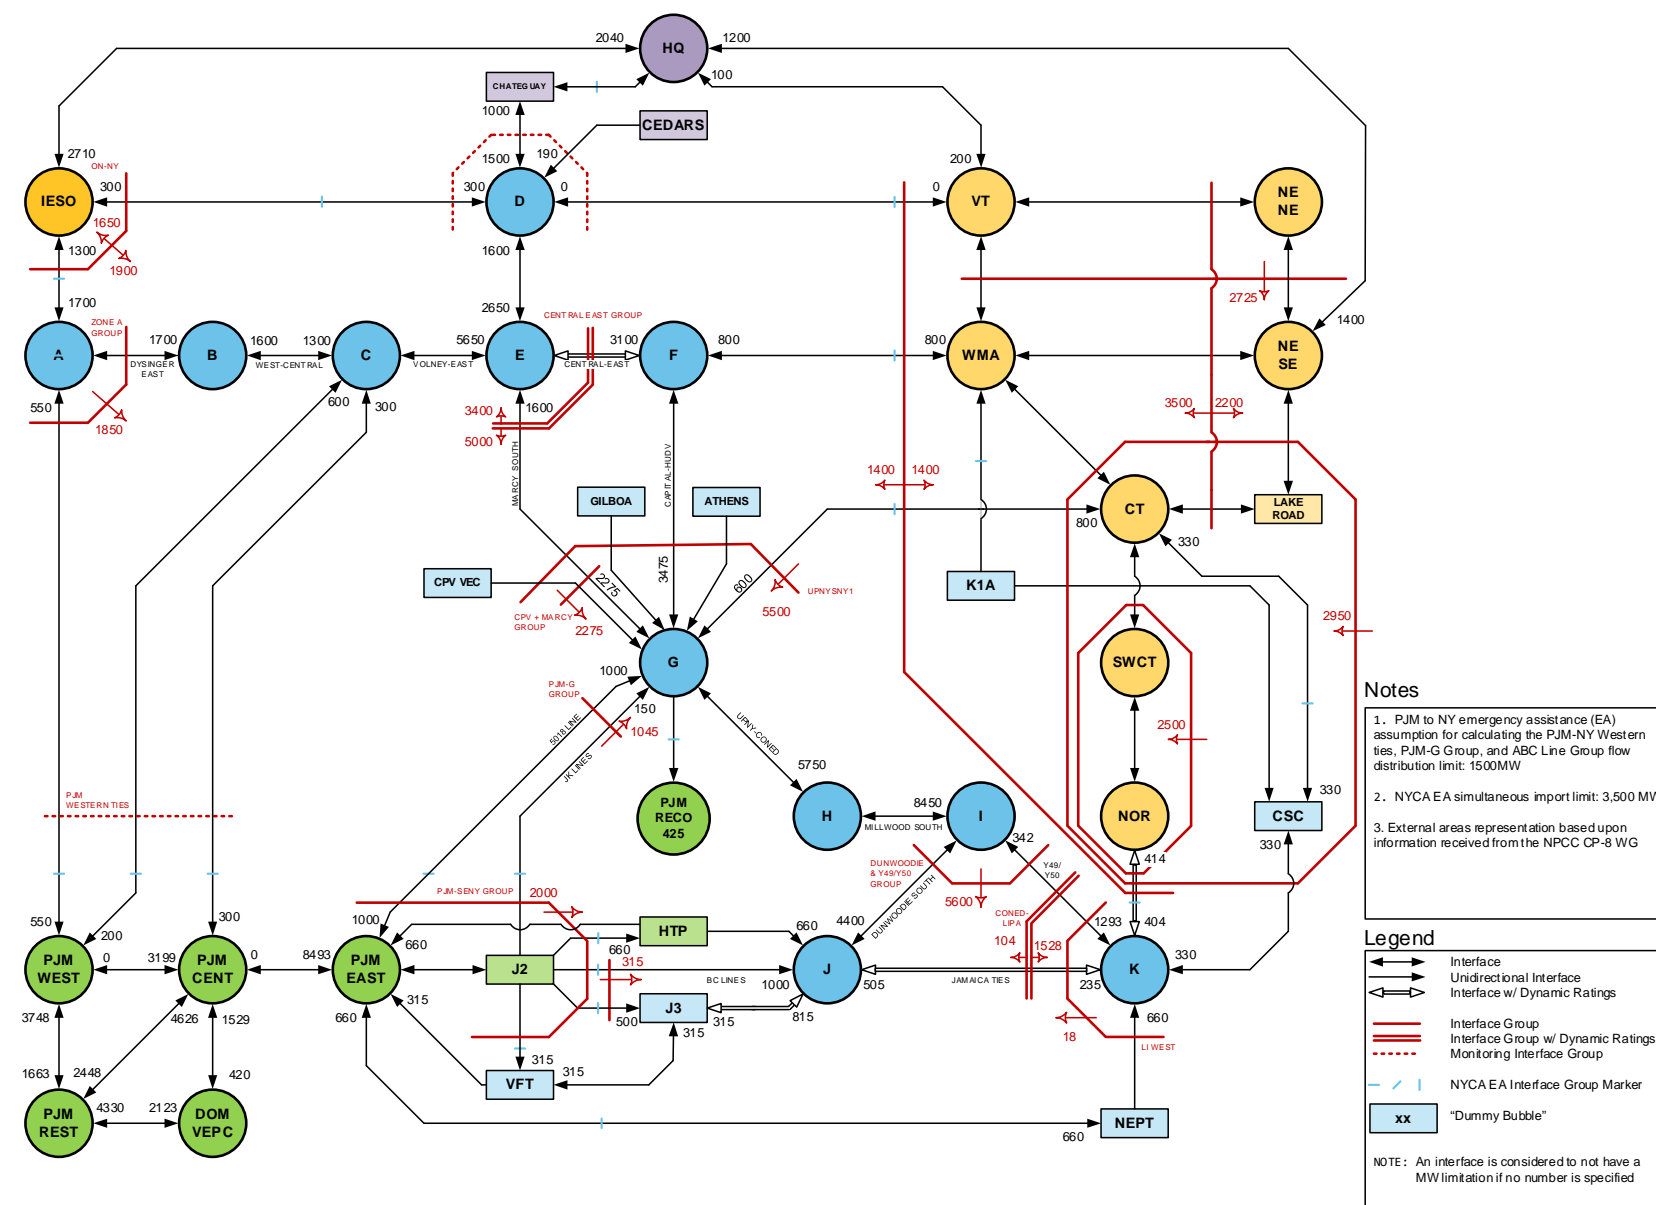 2040
HQ
1200
100
CHATEGUAY
1000
CEDARS
2710
ON-NY
1500
190
200
IESO
300
300
D
0
0
VT
NE
NE
1650
1300
1900
1600
2725
1700
2650
CENTRAL EAST GROUP
1400
ZONE A
GROUP
A
1700
B
1600
1300
C
5650
E
3100
F
800
800
WMA
NE
SE
DYSINGER
EAST
WEST-CENTRAL
VOLNEY-EAST
CENTRAL-EAST
550
1850
600
300
3400
1600
5000
3500
2200
MARCY SOUTH
CAPITAL-HUDV
1400
1400
GILBOA
ATHENS
CT
LAKE
ROAD
800
330
CPV VEC
2275
3475
600
K1A
UPNYSNY1
5500
CPV + MARCY
GROUP
2275
2950
G
SWCT
1000
PJM-G
GROUP
150
1045
5018 LINE
JK LINES
UPNY-CONED
2500
5750
PJM
WESTERN TIES
PJM
RECO
425
H
8450
MILLWOOD SOUTH
I
342
NOR
330
CSC
330
414
DUNWOODIE
& Y49/Y50
GROUP
Y49/
Y50
DUNWOODIE SOUTH
5600
PJM-SENY GROUP
2000
CONED-
LIPA
550
200
300
1000
660
HTP
660
660
4400
104
1528
1293
404
PJM
WEST
0
3199
PJM
CENT
0
8493
PJM
EAST
J2
315
BC LINES
1000
J
505
JAMAICA TIES
235
K
330
3748
4626
1529
315
660
500
J3
315
815
315
660
18
LI WEST
1663
2448
420
315
VFT
315
PJM
REST
4330
2123
DOM
VEPC
660
NEPT
Notes
1. PJM to NY emergency assistance (EA)
assumption for calculating the PJM-NY Western
ties, PJM-G Group, and ABC Line Group flow
distribution limit: 1500MW
2. NYCA EA simultaneous import limit: 3,500 MW
3. External areas representation based upon
information received from the NPCC CP-8 WG
Legend
Interface
Unidirectional Interface
Interface w/ Dynamic Ratings
Interface Group
Interface Group w/ Dynamic Ratings
Monitoring Interface Group
NYCA EA Interface Group Marker
xx
“Dummy Bubble”
NOTE: An interface is considered to not have a
MW limitation if no number is specified